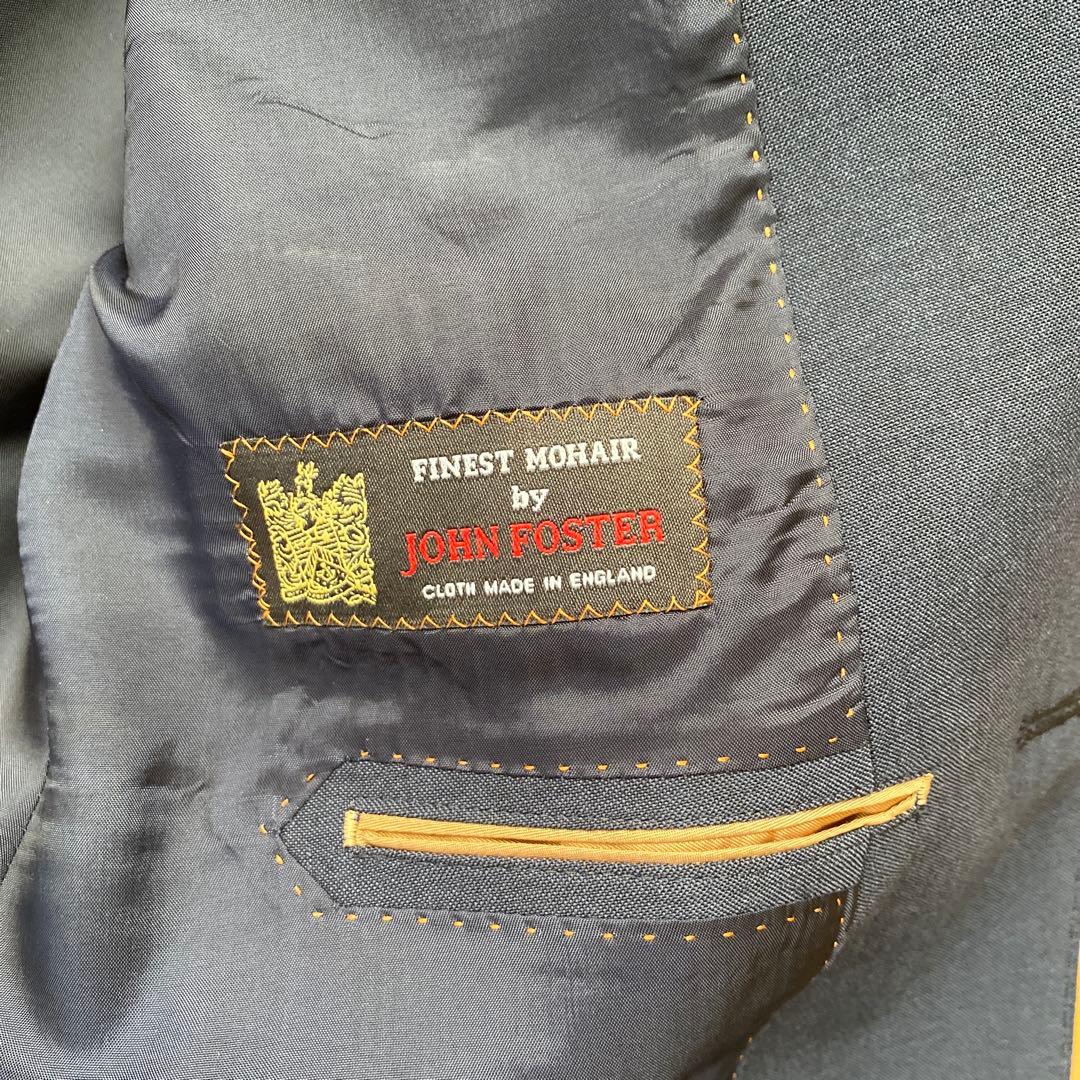 FINEST MOHAIR
by
JOHN FOSTER
CLOTH MADE IN ENGLAND